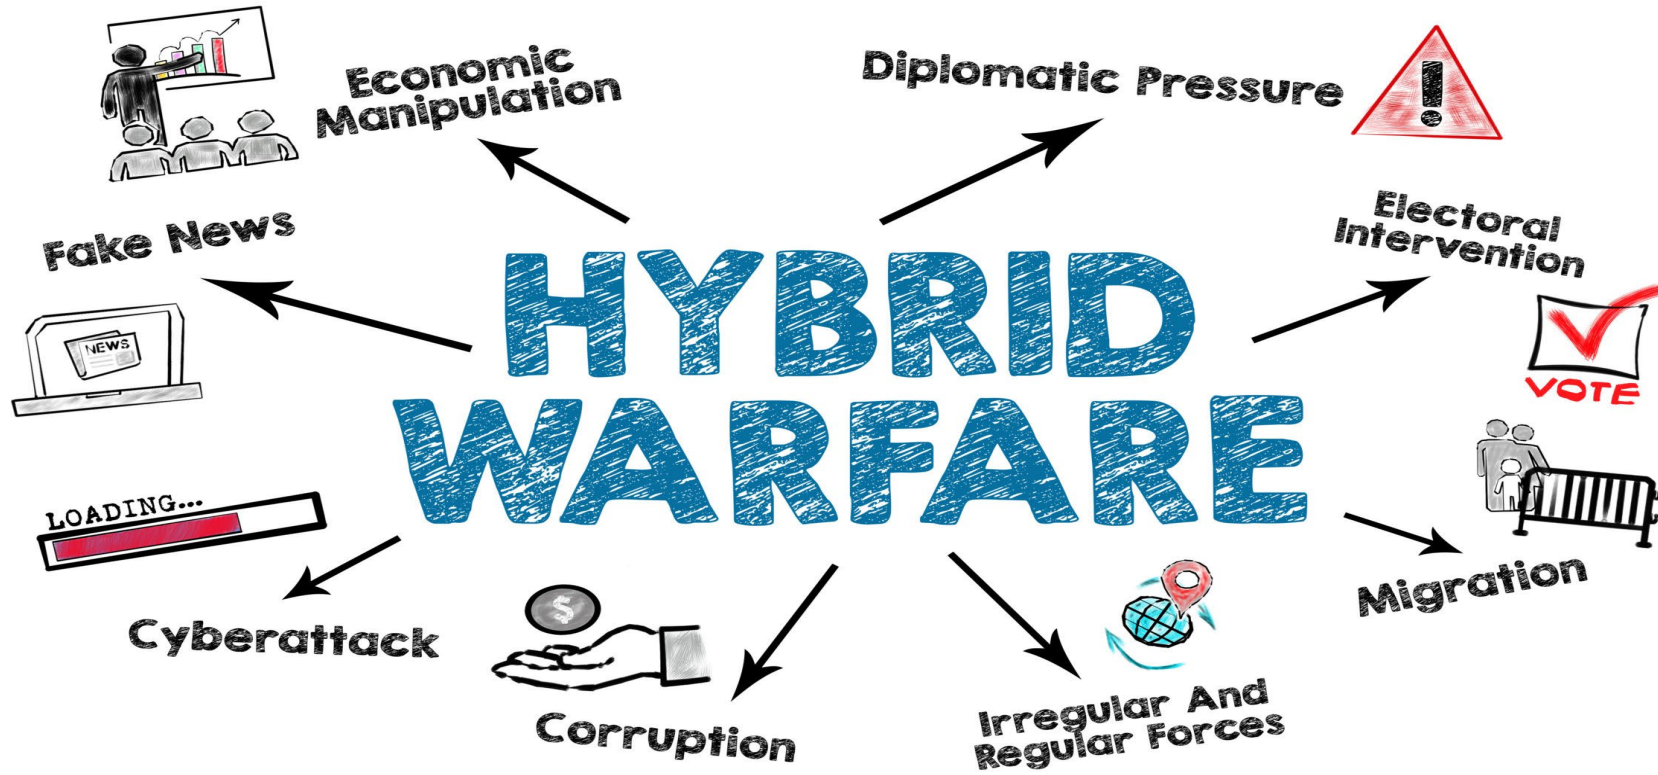 Economic
Manipulation
Diplomatic Pressure
!
Fake News
Electoral
Intervention
NEWS
HYBRID
WARFARE
VOTE
LOADING...
Cyberattack
$
Corruption
Irregular And
Regular Forces
Migration